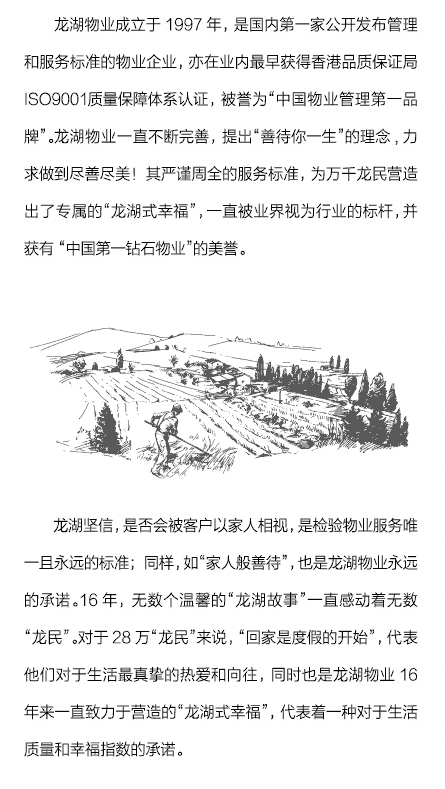 龙湖物业成立于 1997 年，是国内第一家公开发布管理
和服务标准的物业企业，亦在业内最早获得香港品质保证局
ISO9001质量保障体系认证，被誉为“中国物业管理第一品
牌”。龙湖物业一直不断完善，提出“善待你一生”的理念，力
求做到尽善尽美！其严谨周全的服务标准，为万千龙民营造
出了专属的“龙湖式幸福”，一直被业界视为行业的标杆，并
获有 “中国第一钻石物业”的美誉。
龙湖坚信，是否会被客户以家人相视，是检验物业服务唯
一且永远的标准；同样，如“家人般善待”，也是龙湖物业永远
的承诺。16 年，无数个温馨的“龙湖故事”一直感动着无数
“龙民”。对于 28 万“龙民”来说，“回家是度假的开始”，代表
他们对于生活最真挚的热爱和向往，同时也是龙湖物业 16
年来一直致力于营造的“龙湖式幸福”，代表着一种对于生活
质量和幸福指数的承诺。